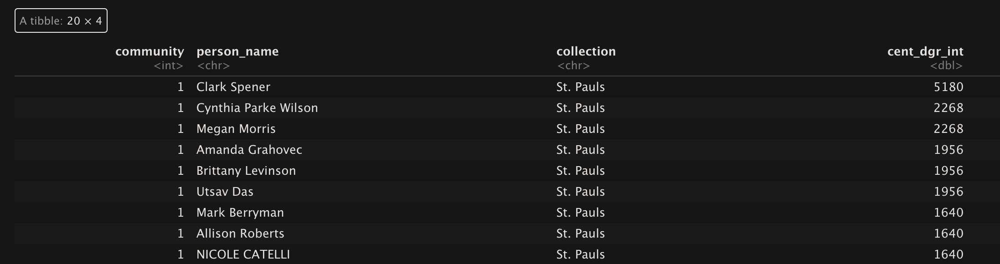 A tibble: 20 × 4
community person_name collection cent_dgr_int
<int> <chr> <chr> <dbl>
1 Clark Spener St. Pauls 5180
1 Cynthia Parke Wilson St. Pauls 2268
1 Megan Morris St. Pauls 2268
1 Amanda Grahovec St. Pauls 1956
1 Brittany Levinson St. Pauls 1956
1 Utsav Das St. Pauls 1956
1 Mark Berryman St. Pauls 1640
1 Allison Roberts St. Pauls 1640
1 NICOLE CATELLI St. Pauls 1640